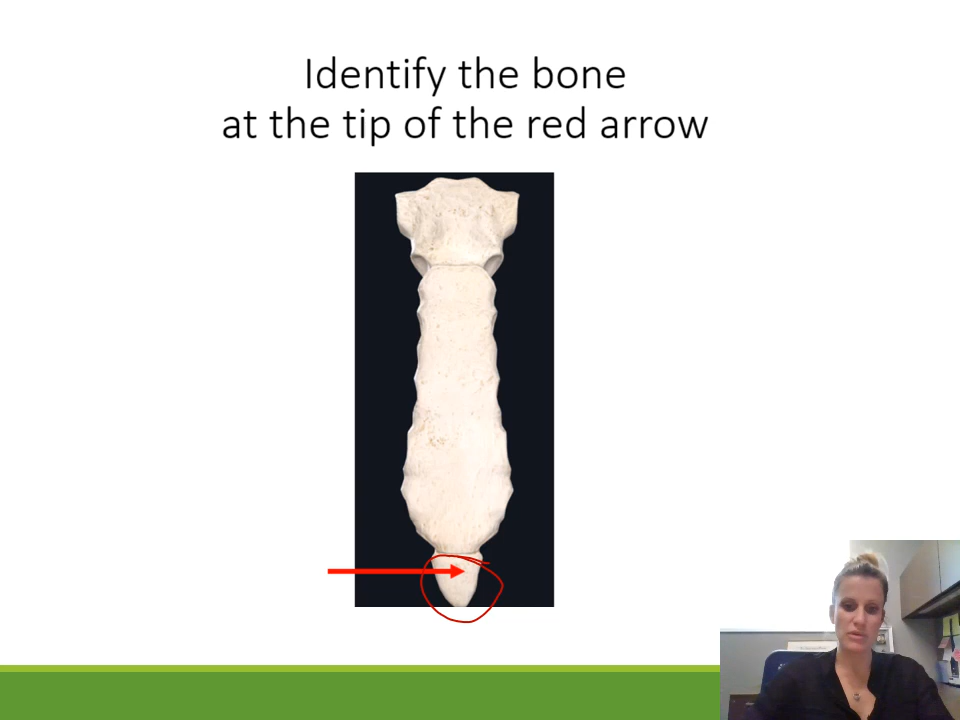 Identify the bone
at the tip of the red arrow